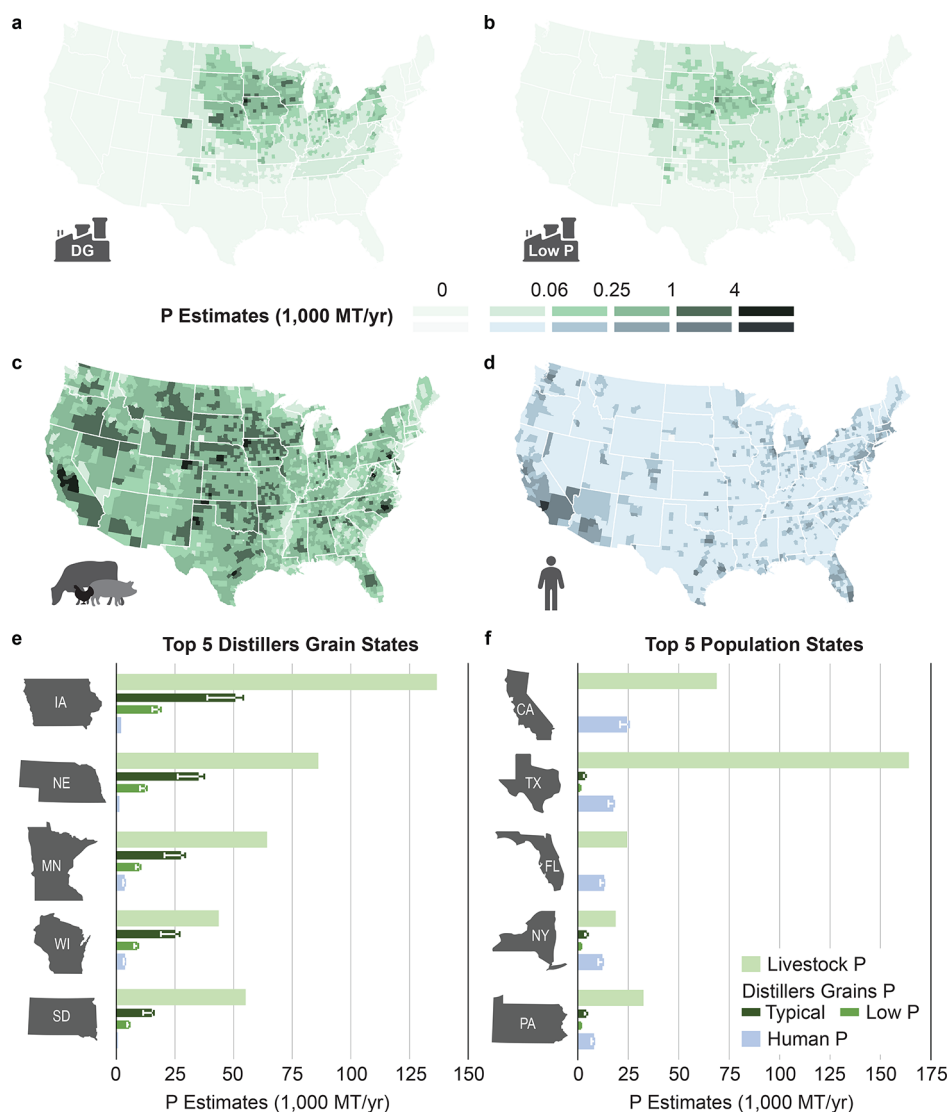 a
b
DG
Low P
0 0.06 0.25 1 4
P Estimates (1,000 MT/yr)
c
d
e Top 5 Distillers Grain States
f Top 5 Population States
IA
NE
MN
WI
SD
0 25 50 75 100 125 150
P Estimates (1,000 MT/yr)
CA
TX
FL
NY
PA
Livestock P
Distillers Grains P
Typical Low P
Human P
0 25 50 75 100 125 150 175
P Estimates (1,000 MT/yr)